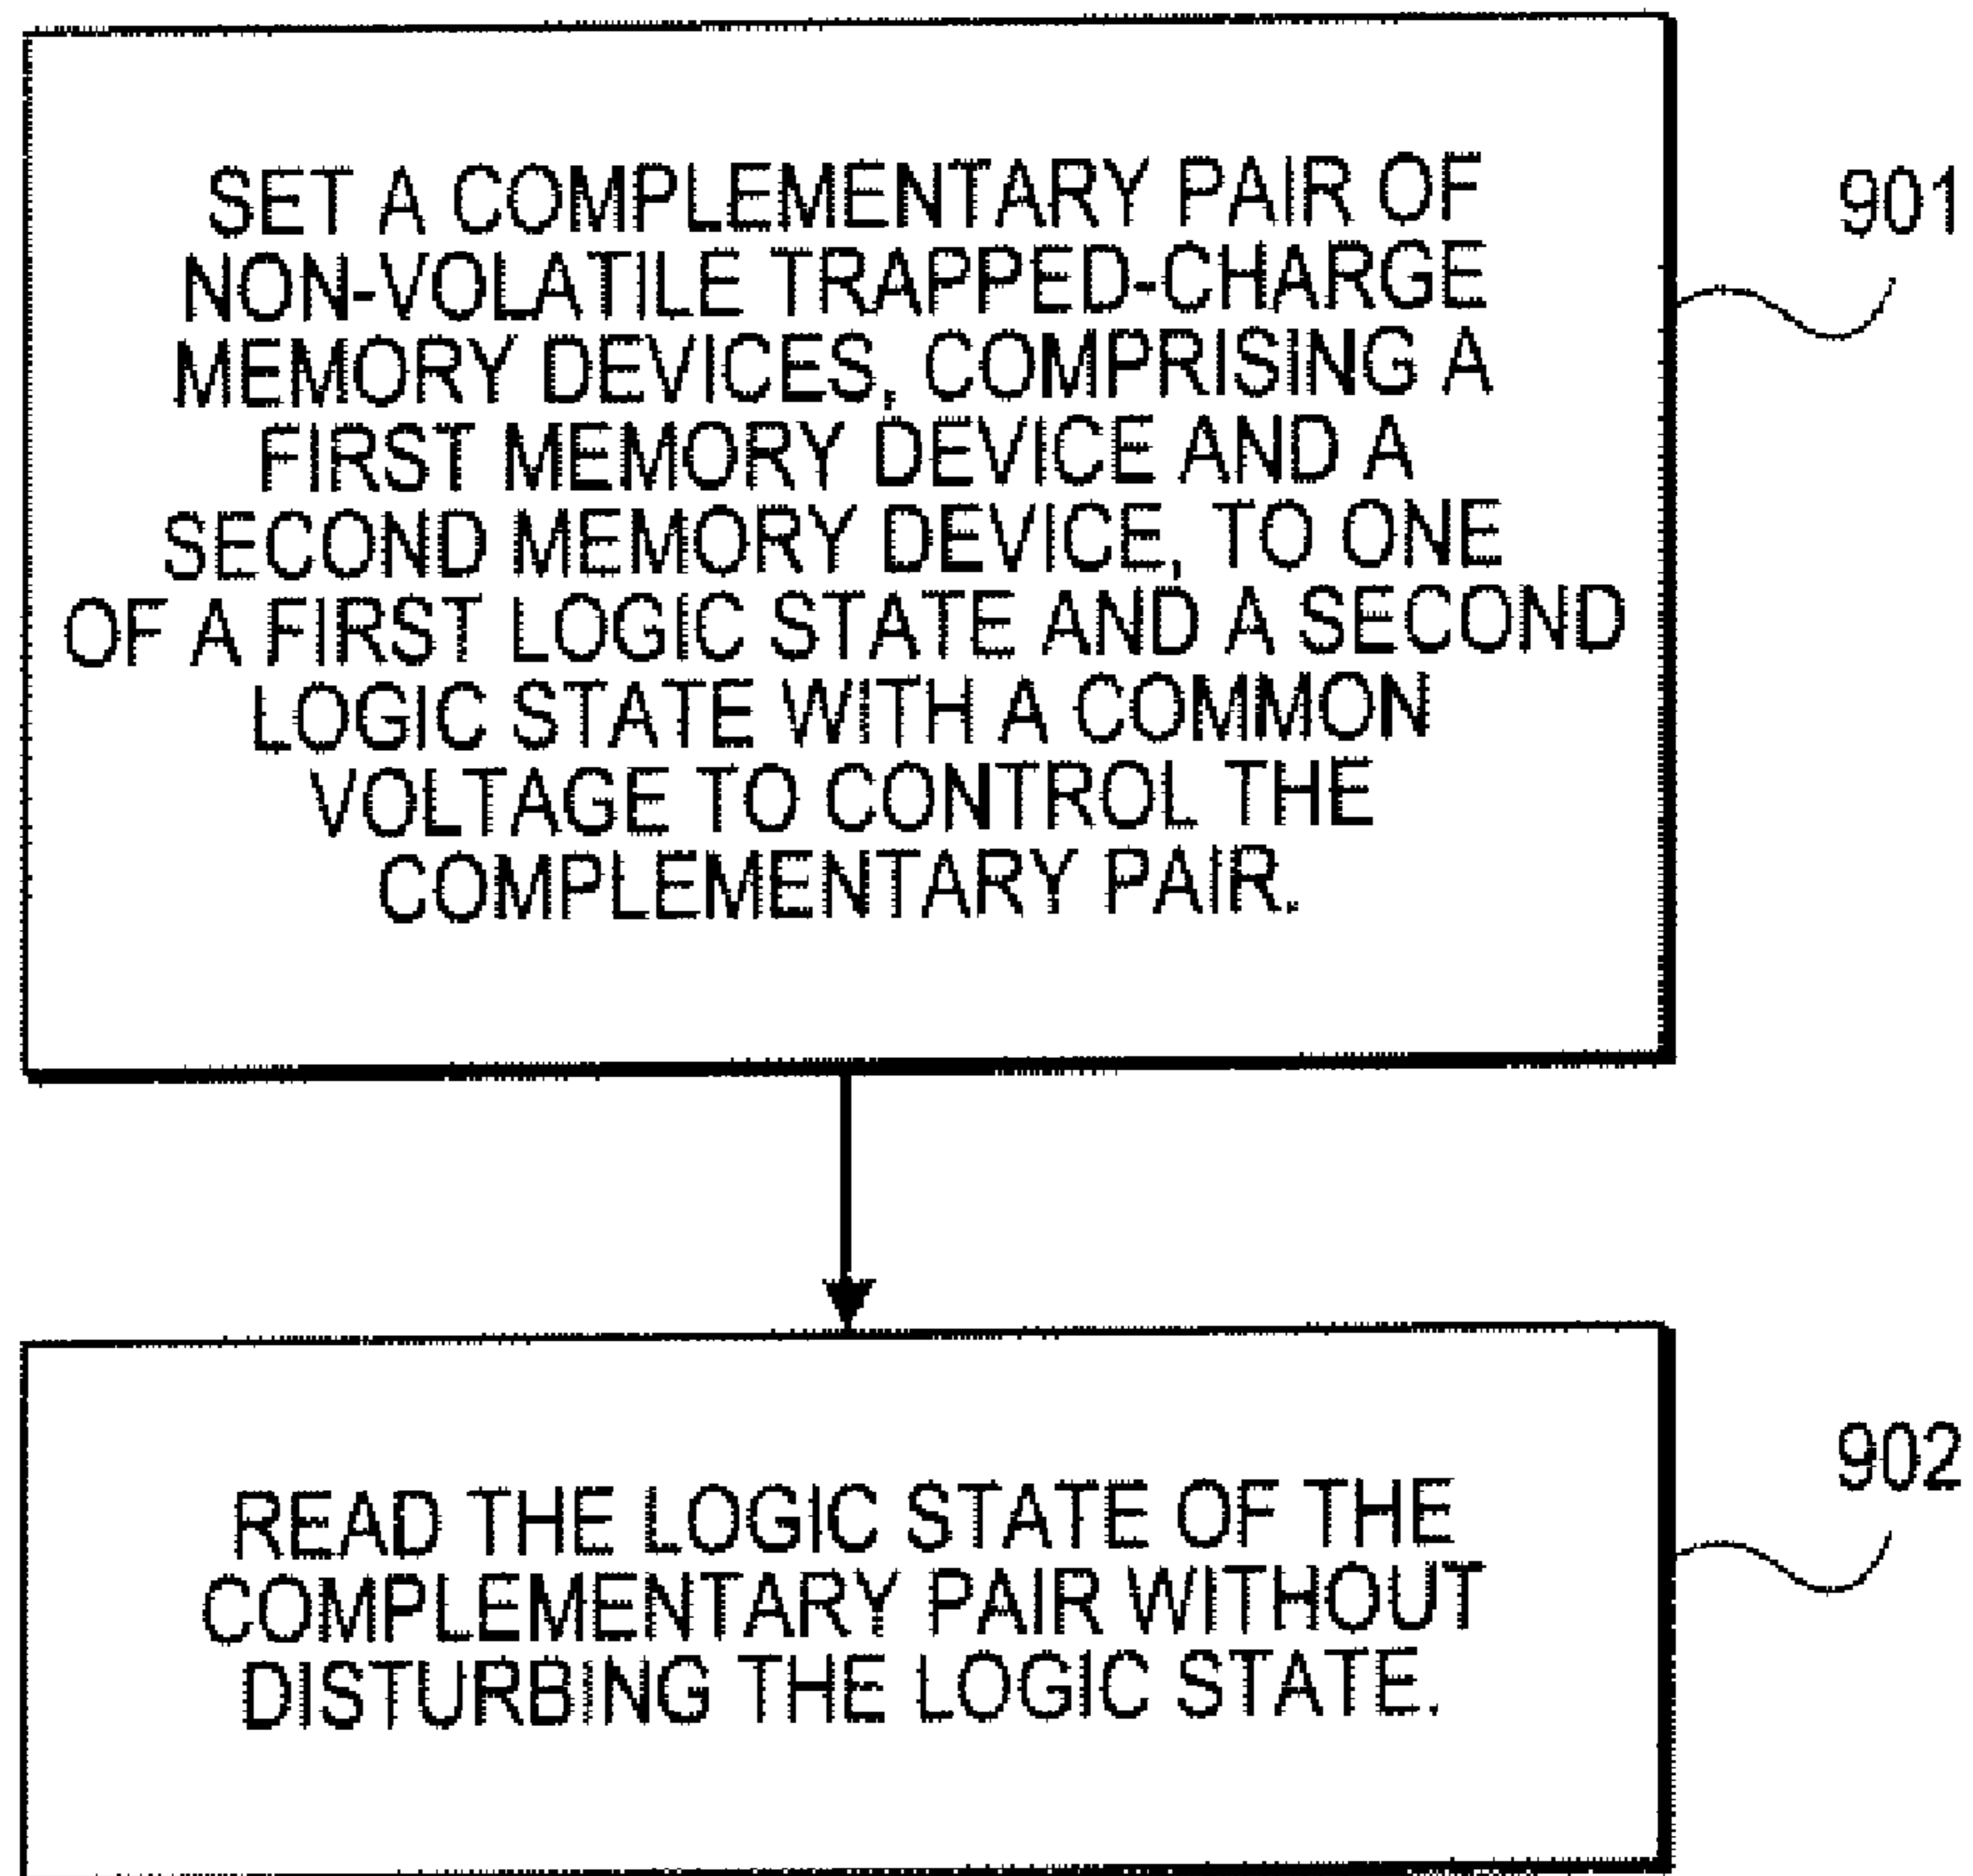 SET A COMPLEMENTARY PAIR OF
NON-VOLATILE TRAPPED-CHARGE
MEMORY DEVICES, COMPRISING A
FIRST MEMORY DEVICE AND A
SECOND MEMORY DEVICE, TO ONE
OF A FIRST LOGIC STATE AND A SECOND
LOGIC STATE WITH A COMMON
VOLTAGE TO CONTROL THE
COMPLEMENTARY PAIR.
901
READ THE LOGIC STATE OF THE
COMPLEMENTARY PAIR WITHOUT
DISTURBING THE LOGIC STATE.
902